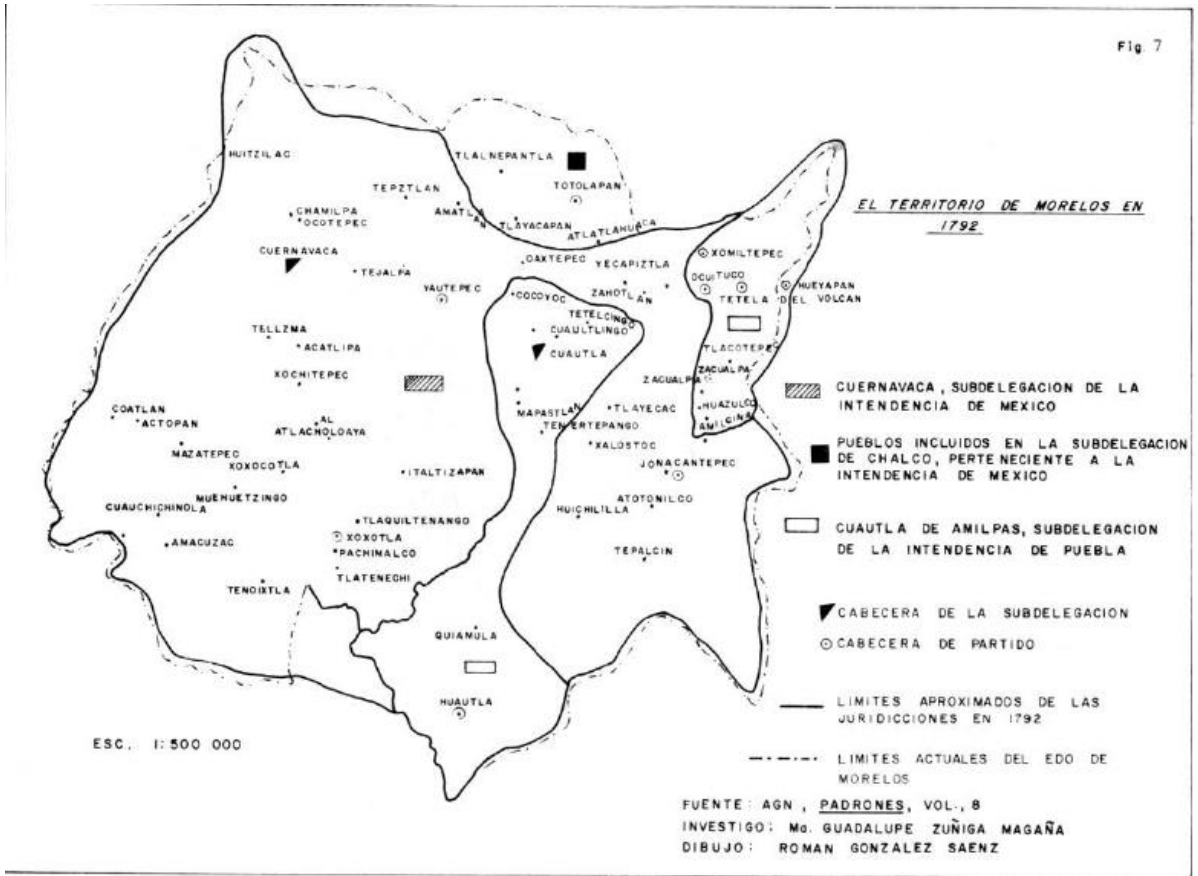 Fig. 7
EL TERRITORIO DE MORELOS EN
1792
HUITZILAC
TLALNEPANTLA
TOTOLAPAN
TEPZTLAN
AMATLAN
TLAYACAPAN
ATLATLAHUACA
CHAMILPA
OCOTEPEC
CUERNAVACA
TEJALPA
YAUTEPEC
OAXTEPEC
YECAPIZTLA
ZAHOTLAN
XOMILTEPEC
OCUITUCO
HUEYAPAN
TETELA DEL VOLCAN
COCOYOC
TETELCINGO
CUAULTLINGO
CUAUTLA
TELLZMA
ACATLIPA
XOCHITEPEC
TLACOTEPEC
ZACUALPA
ZACUALPIA
HUAZULCO
AMILCINA
MAPASTLAN
TENERTEPANGO
TLAYECAC
XALOSTOC
COATLAN
ACTOPAN
AL
ATLACHOLOAYA
MAZATEPEC
XOXOCOTLA
ITALTIZAPAN
JONACANTEPEC
MUEHUETZINGO
CUAUCHICHINOLA
ATOTONILCO
HUICHILILLA
TLAQUILTENANGO
XOXOTLA
AMACUZAC
PACHIMALCO
TEPALCIN
TLATENECHI
TENOIXTLA
QUIAMULA
HUAUTLA
CUERNAVACA, SUBDELEGACION DE LA
INTENDENCIA DE MEXICO
PUEBLOS INCLUIDOS EN LA SUBDELEGACION
DE CHALCO, PERTENECIENTE A LA
INTENDENCIA DE MEXICO
CUAUTLA DE AMILPAS, SUBDELEGACION
DE LA INTENDENCIA DE PUEBLA
CABECERA DE LA SUBDELEGACION
CABECERA DE PARTIDO
LIMITES APROXIMADOS DE LAS
JURIDICCIONES EN 1792
LIMITES ACTUALES DEL EDO DE
MORELOS
ESC. 1:500 000
FUENTE: AGN, PADRONES, VOL., 8
INVESTIGO: Ma. GUADALUPE ZUÑIGA MAGAÑA
DIBUJO: ROMAN GONZALEZ SAENZ